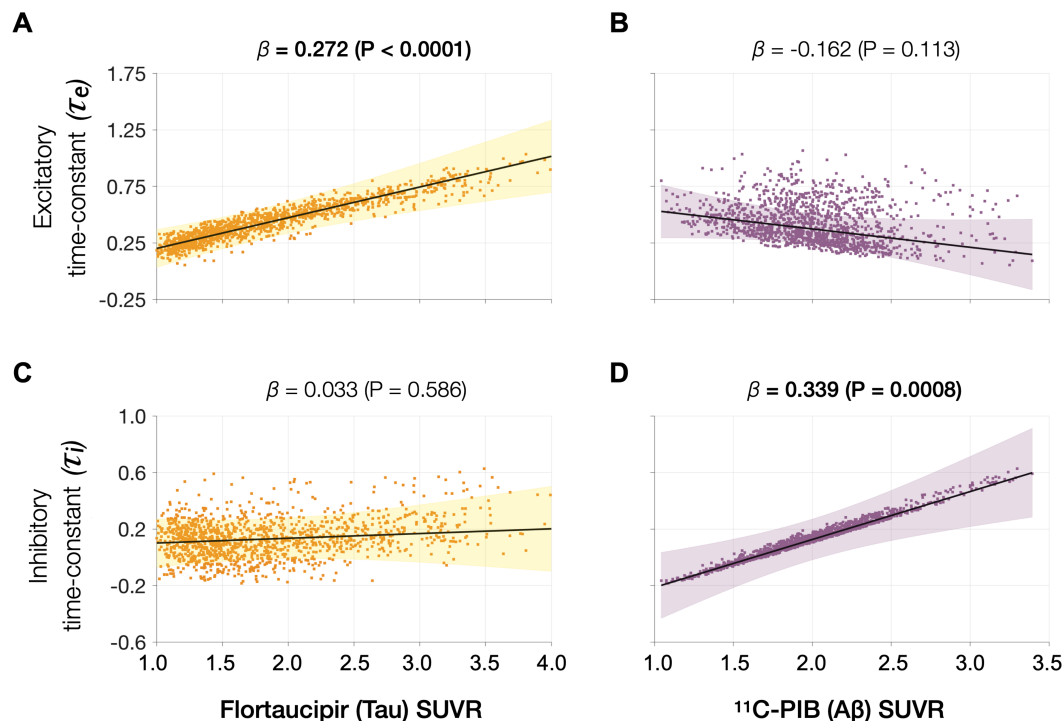 A
β = 0.272 (P < 0.0001)
Excitatory
time-constant (τe)
1.75
1.25
0.75
0.25
-0.25
B
β = -0.162 (P = 0.113)
C
β = 0.033 (P = 0.586)
Inhibitory
time-constant (τi)
1.0
0.6
0.2
-0.2
-0.6
1.0 1.5 2.0 2.5 3.0 3.5 4.0
Flortaucipir (Tau) SUVR
D
β = 0.339 (P = 0.0008)
1.0 1.5 2.0 2.5 3.0 3.5
¹¹C-PIB (Aβ) SUVR